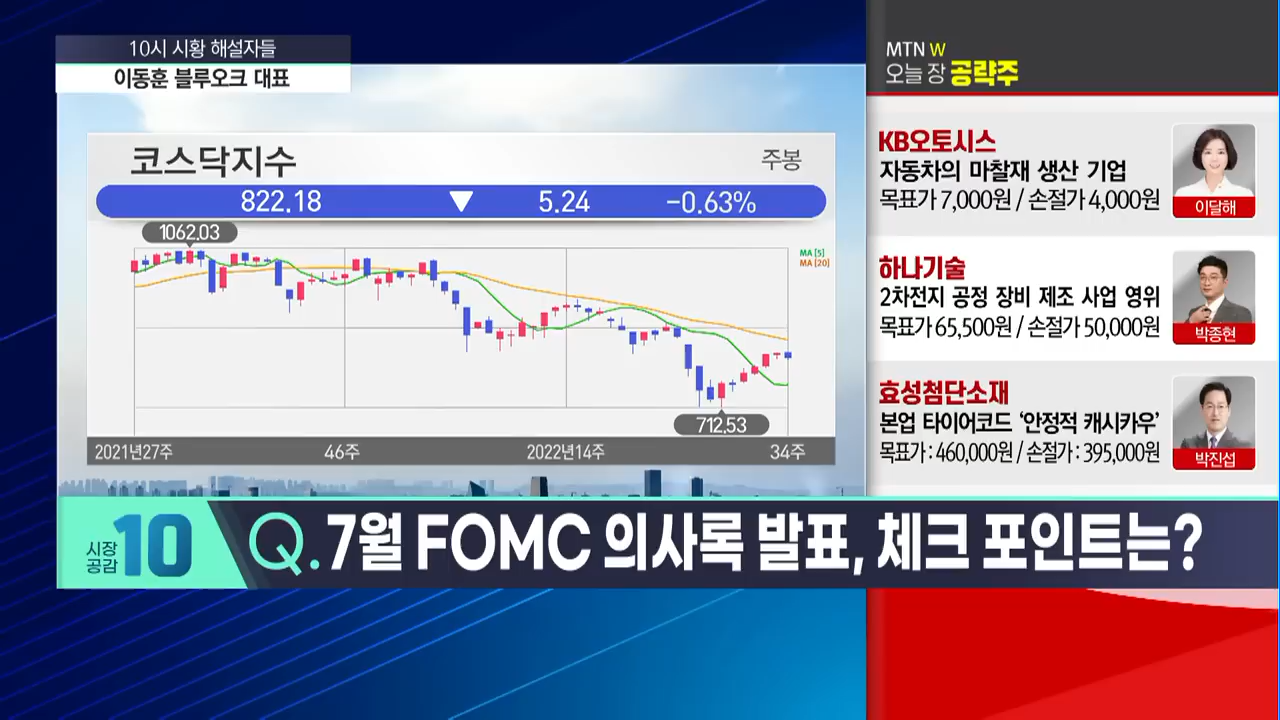 10시 시황 해설자들
이동훈 블루오크 대표
코스닥지수
주봉
822.18 ▼ 5.24 -0.63%
1062.03
MA [5]
MA [20]
712.53
2021년27주 46주 2022년14주 34주
MTN W
오늘 장 공략주
KB오토시스
자동차의 마찰재 생산 기업
목표가 7,000원 / 손절가 4,000원
이달해
하나기술
2차전지 공정 장비 제조 사업 영위
목표가 65,500원 / 손절가 50,000원
박종현
효성첨단소재
본업 타이어코드 ‘안정적 캐시카우’
목표가 : 460,000원 / 손절가 : 395,000원
박진섭
시장
공감
10
Q. 7월 FOMC 의사록 발표, 체크 포인트는?